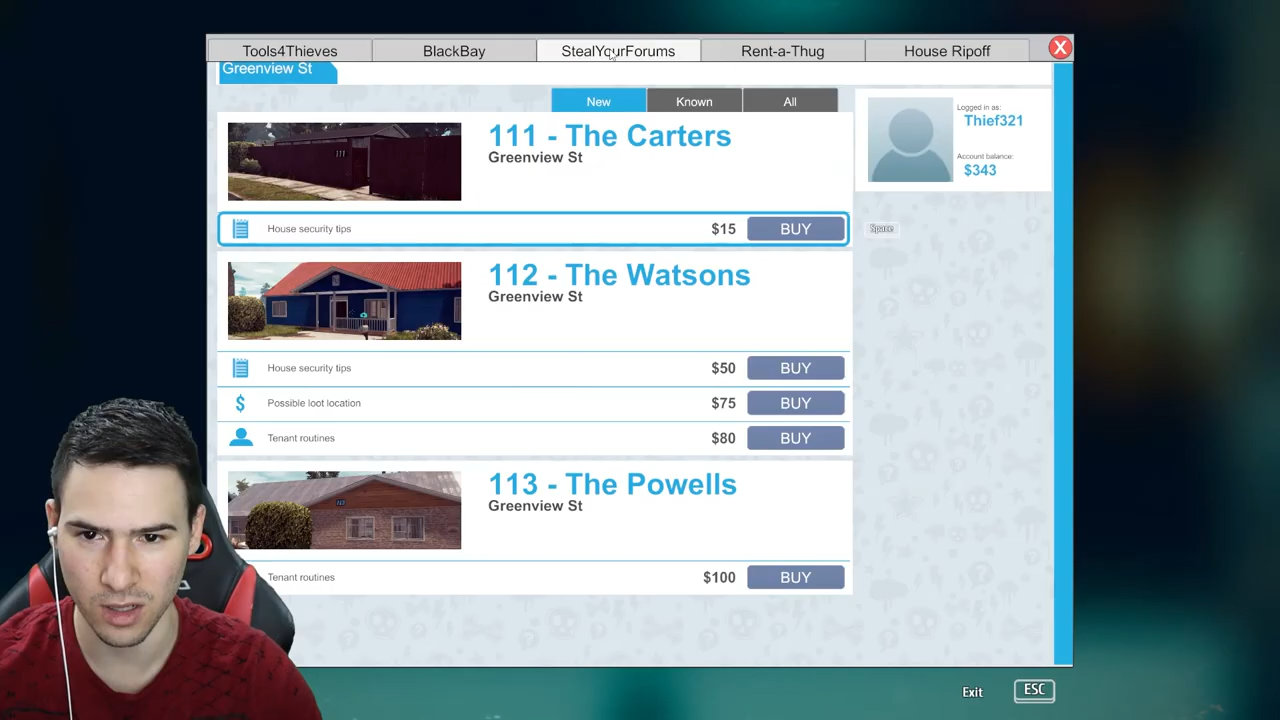 Tools4Thieves
BlackBay
StealYourForums
Rent-a-Thug
House Ripoff
X
Greenview St
New
Known
All
Logged in as:
Thief321
Account balance:
$343
111 - The Carters
Greenview St
111
House security tips
$15
BUY
Space
112 - The Watsons
Greenview St
House security tips
$50
BUY
$
Possible loot location
$75
BUY
Tenant routines
$80
BUY
113 - The Powells
Greenview St
113
Tenant routines
$100
BUY
Exit
ESC